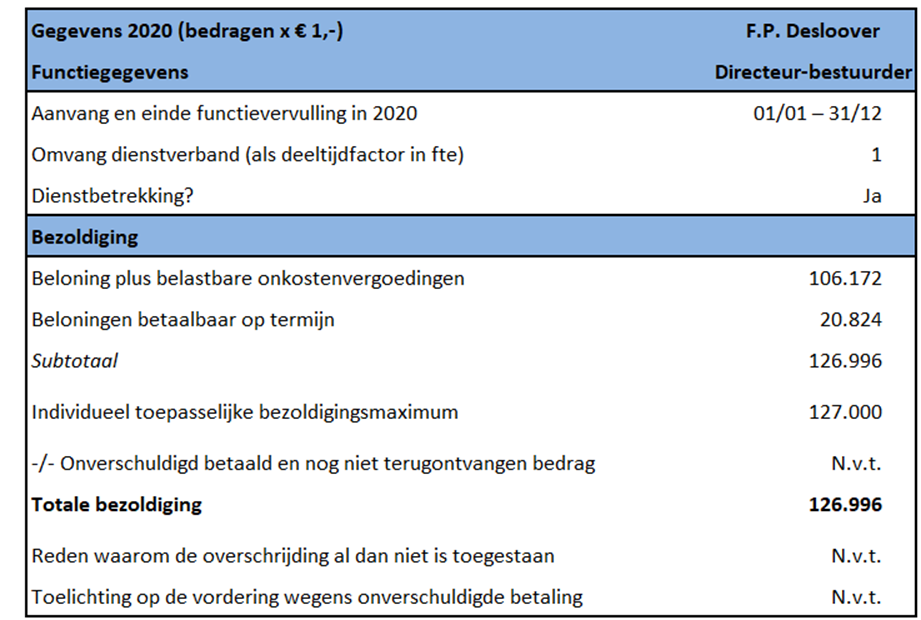 Gegevens 2020 (bedragen x € 1,-) F.P. Desloover
Functiegegevens Directeur-bestuurder
Aanvang en einde functievervulling in 2020 01/01 – 31/12
Omvang dienstverband (als deeltijdfactor in fte) 1
Dienstbetrekking? Ja
Bezoldiging
Beloning plus belastbare onkostenvergoedingen 106.172
Beloningen betaalbaar op termijn 20.824
Subtotaal 126.996
Individueel toepasselijke bezoldigingsmaximum 127.000
-/- Onverschuldigd betaald en nog niet terugontvangen bedrag N.v.t.
Totale bezoldiging 126.996
Reden waarom de overschrijding al dan niet is toegestaan N.v.t.
Toelichting op de vordering wegens onverschuldigde betaling N.v.t.